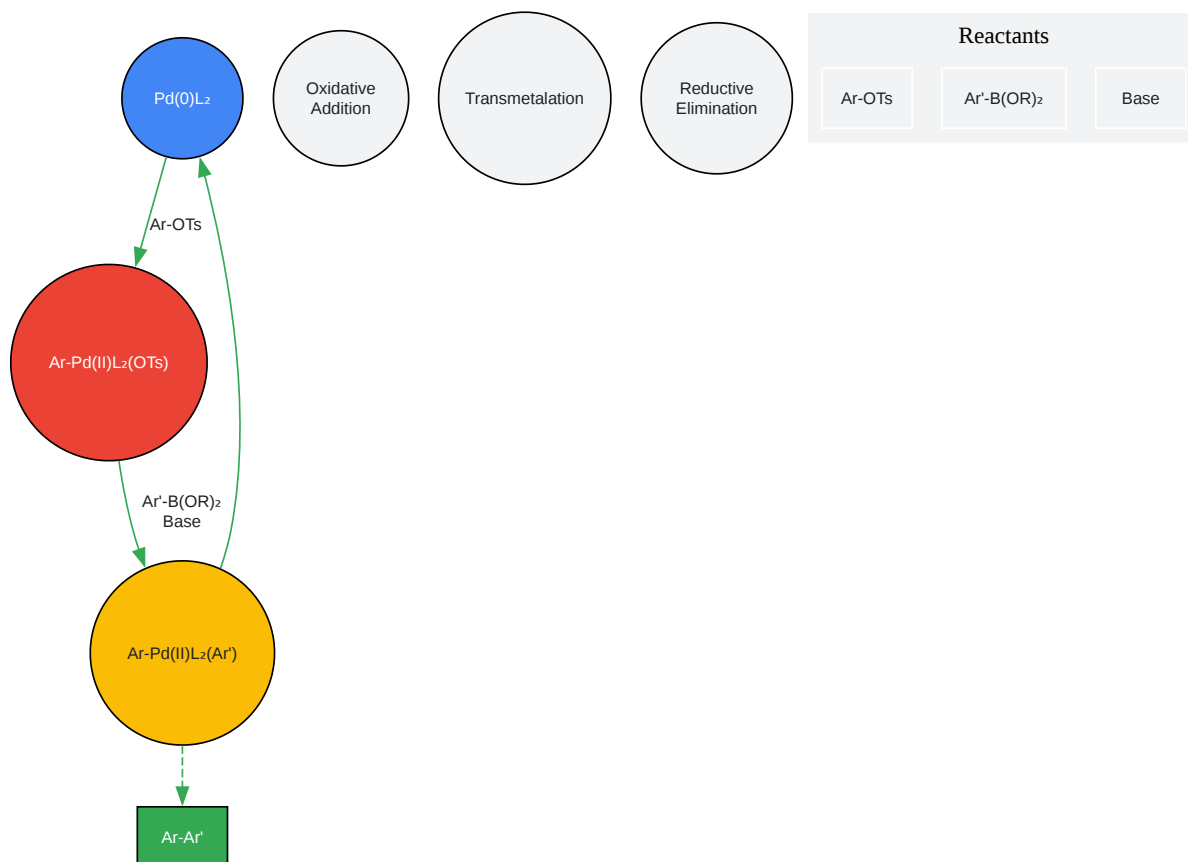 Reactants
Pd(0)L₂
Oxidative
Addition
Transmetalation
Reductive
Elimination
Ar-OTs
Ar'-B(OR)₂
Base
Ar-OTs
Ar-Pd(II)L₂(OTs)
Ar'-B(OR)₂
Base
Ar-Pd(II)L₂(Ar')
Ar-Ar'